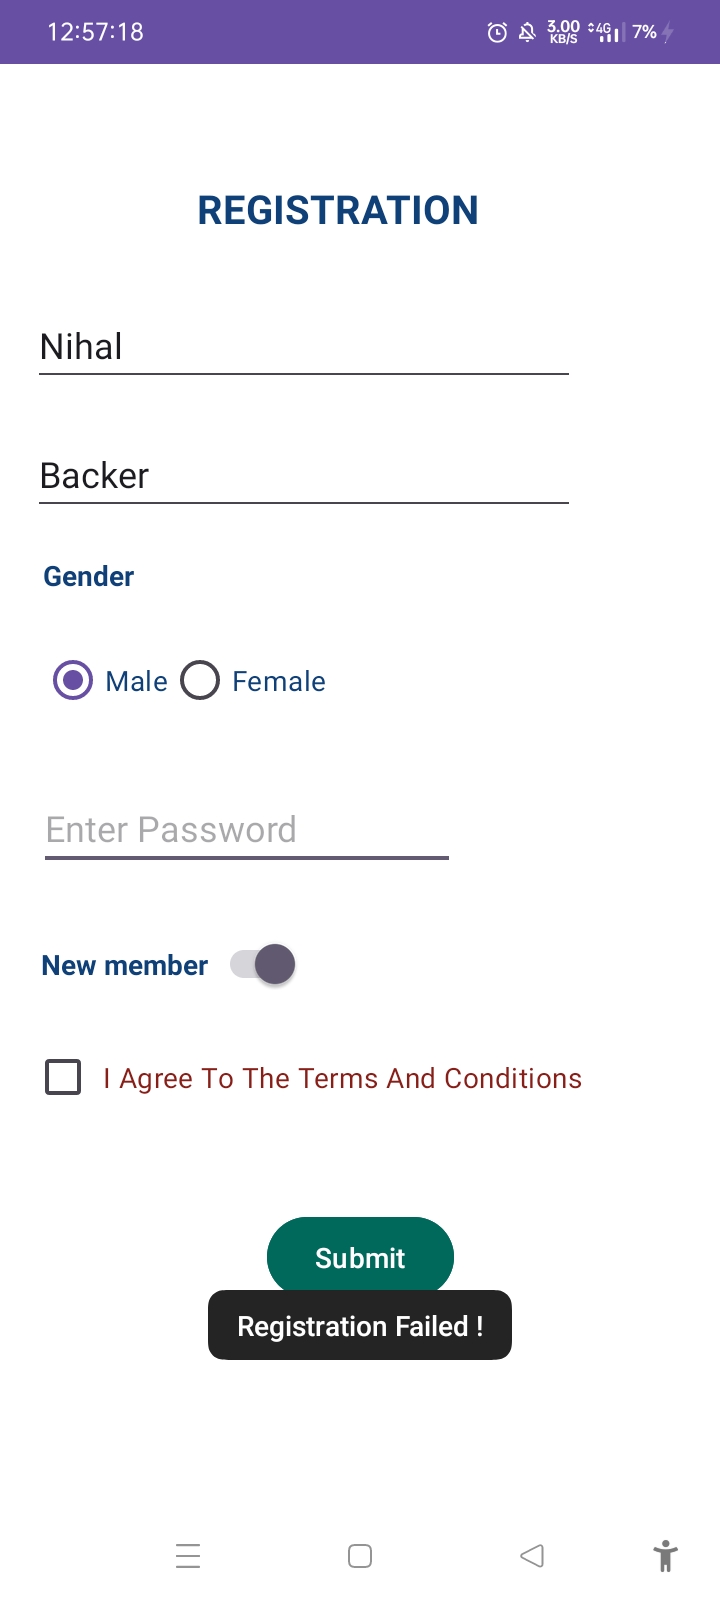 12:57:18 3.00 KB/S 4G 7%
REGISTRATION
Nihal
Backer
Gender
Male Female
Enter Password
New member
I Agree To The Terms And Conditions
Submit
Registration Failed !